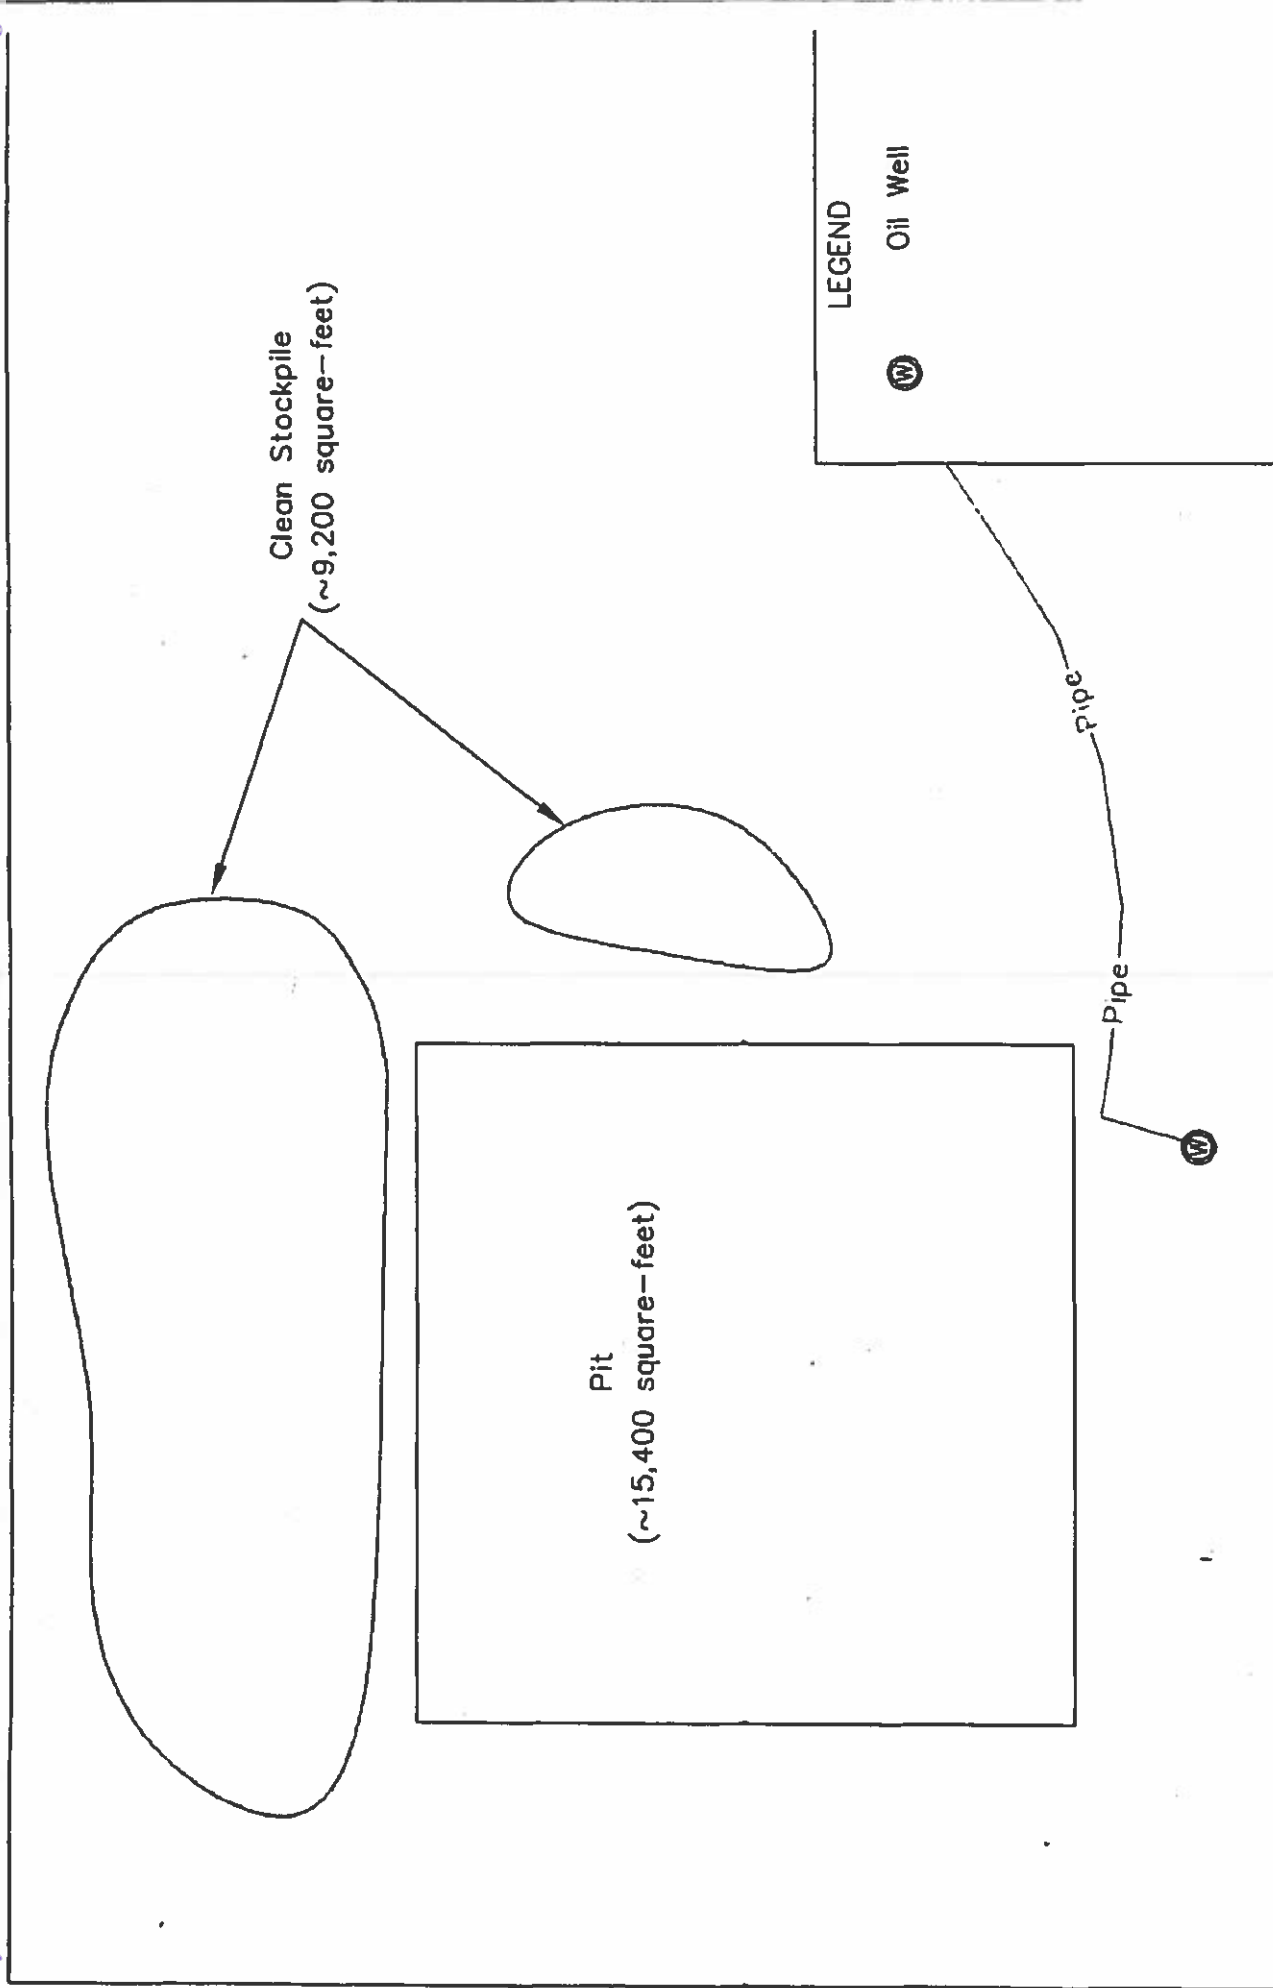 Clean Stockpile
(~9,200 square-feet)
LEGEND
W
Oil Well
Pipe
Pipe
W
Pit
(~15,400 square-feet)